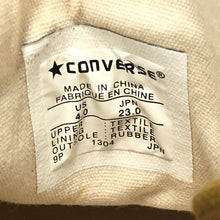 ★CONVERSE®
MADE IN CHINA
FABRIQUÉ EN CHINE
US JPN
4.0 23.0
UPPER TEXTILE
LINING TEXTILE
OUTSOLE RUBBER
9P 1304 JPN